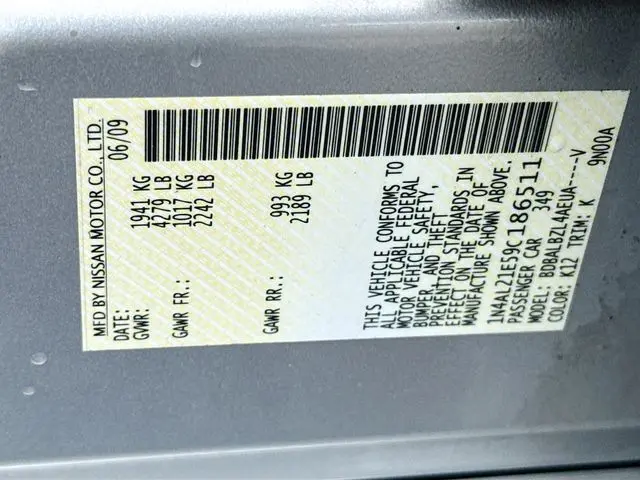 MFD BY NISSAN MOTOR CO., LTD.
DATE: 06/09
GVWR: 1941 KG
4279 LB
GAWR FR.: 1017 KG
2242 LB
GAWR RR.: 993 KG
2189 LB
THIS VEHICLE CONFORMS TO
ALL APPLICABLE FEDERAL
MOTOR VEHICLE SAFETY,
BUMPER, AND THEFT
PREVENTION STANDARDS IN
EFFECT ON THE DATE OF
MANUFACTURE SHOWN ABOVE.
1N4AL21E59C186511
PASSENGER CAR 349
MODEL: BDBALBZL4AEUA----V
COLOR: K12 TRIM: K 9N00A